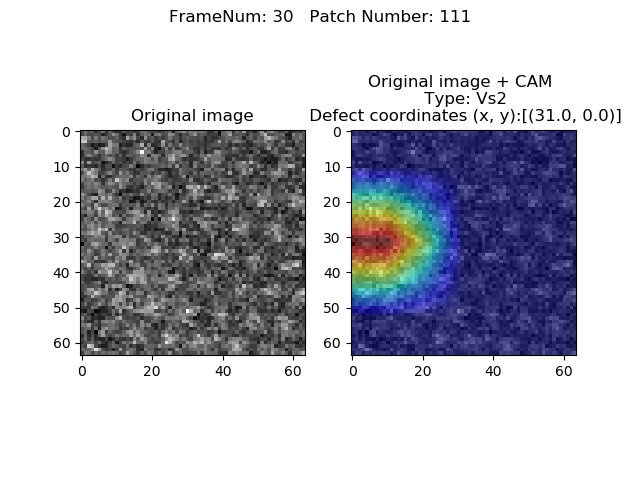 FrameNum: 30   Patch Number: 111
Original image
0
10
20
30
40
50
60
0 20 40 60
Original image + CAM
Type: Vs2
Defect coordinates (x, y):[(31.0, 0.0)]
0
10
20
30
40
50
60
0 20 40 60